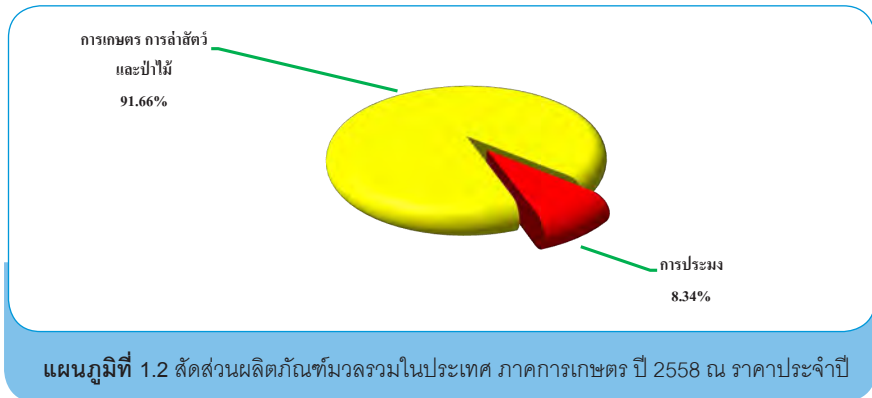 การเกษตร การล่าสัตว์
และป่าไม้
91.66%
การประมง
8.34%
แผนภูมิที่ 1.2 สัดส่วนผลิตภัณฑ์มวลรวมในประเทศ ภาคการเกษตร ปี 2558 ณ ราคาประจำปี